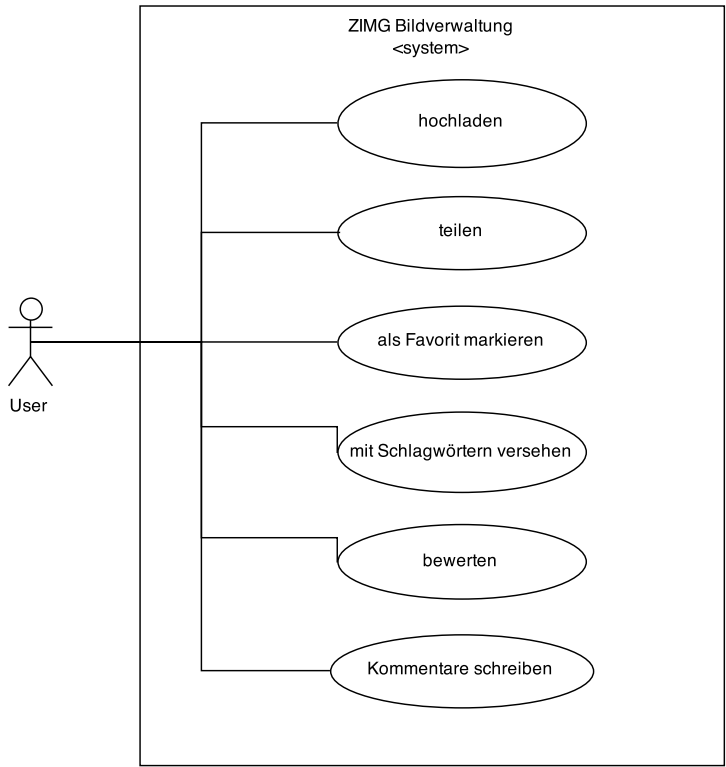 ZIMG Bildverwaltung
<system>
hochladen
teilen
als Favorit markieren
User
mit Schlagwörtern versehen
bewerten
Kommentare schreiben